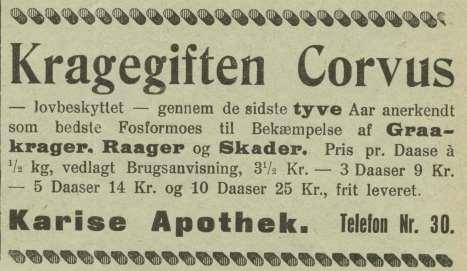 Kragegiften Corvus
— lovbeskyttet — gennem de sidste tyve Aar anerkendt
som bedste Fosformoes til Bekæmpelse af Graa-
krager. Raager og Skader. Pris pr. Daase à
1/2 kg, vedlagt Brugsanvisning, 3 1/2 Kr. — 3 Daaser 9 Kr.
— 5 Daaser 14 Kr. og 10 Daaser 25 Kr., frit leveret.
Karise Apothek. Telefon Nr. 30.